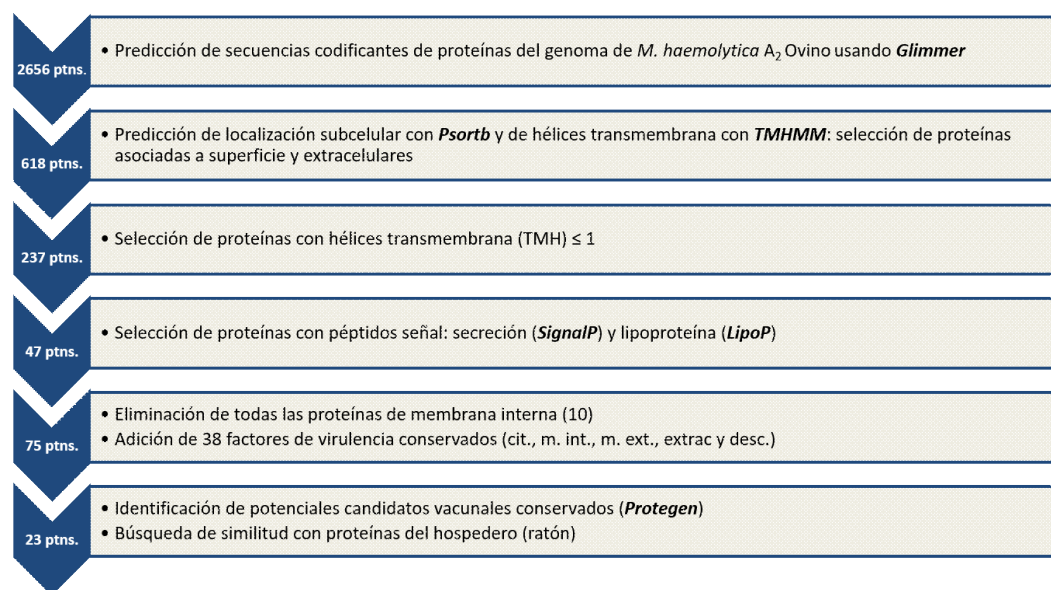 2656 ptns.
• Predicción de secuencias codificantes de proteínas del genoma de M. haemolytica A2 Ovino usando Glimmer
618 ptns.
• Predicción de localización subcelular con Psortb y de hélices transmembrana con TMHMM: selección de proteínas
asociadas a superficie y extracelulares
237 ptns.
• Selección de proteínas con hélices transmembrana (TMH) ≤ 1
47 ptns.
• Selección de proteínas con péptidos señal: secreción (SignalP) y lipoproteína (LipoP)
75 ptns.
• Eliminación de todas las proteínas de membrana interna (10)
• Adición de 38 factores de virulencia conservados (cit., m. int., m. ext., extrac y desc.)
23 ptns.
• Identificación de potenciales candidatos vacunales conservados (Protegen)
• Búsqueda de similitud con proteínas del hospedero (ratón)